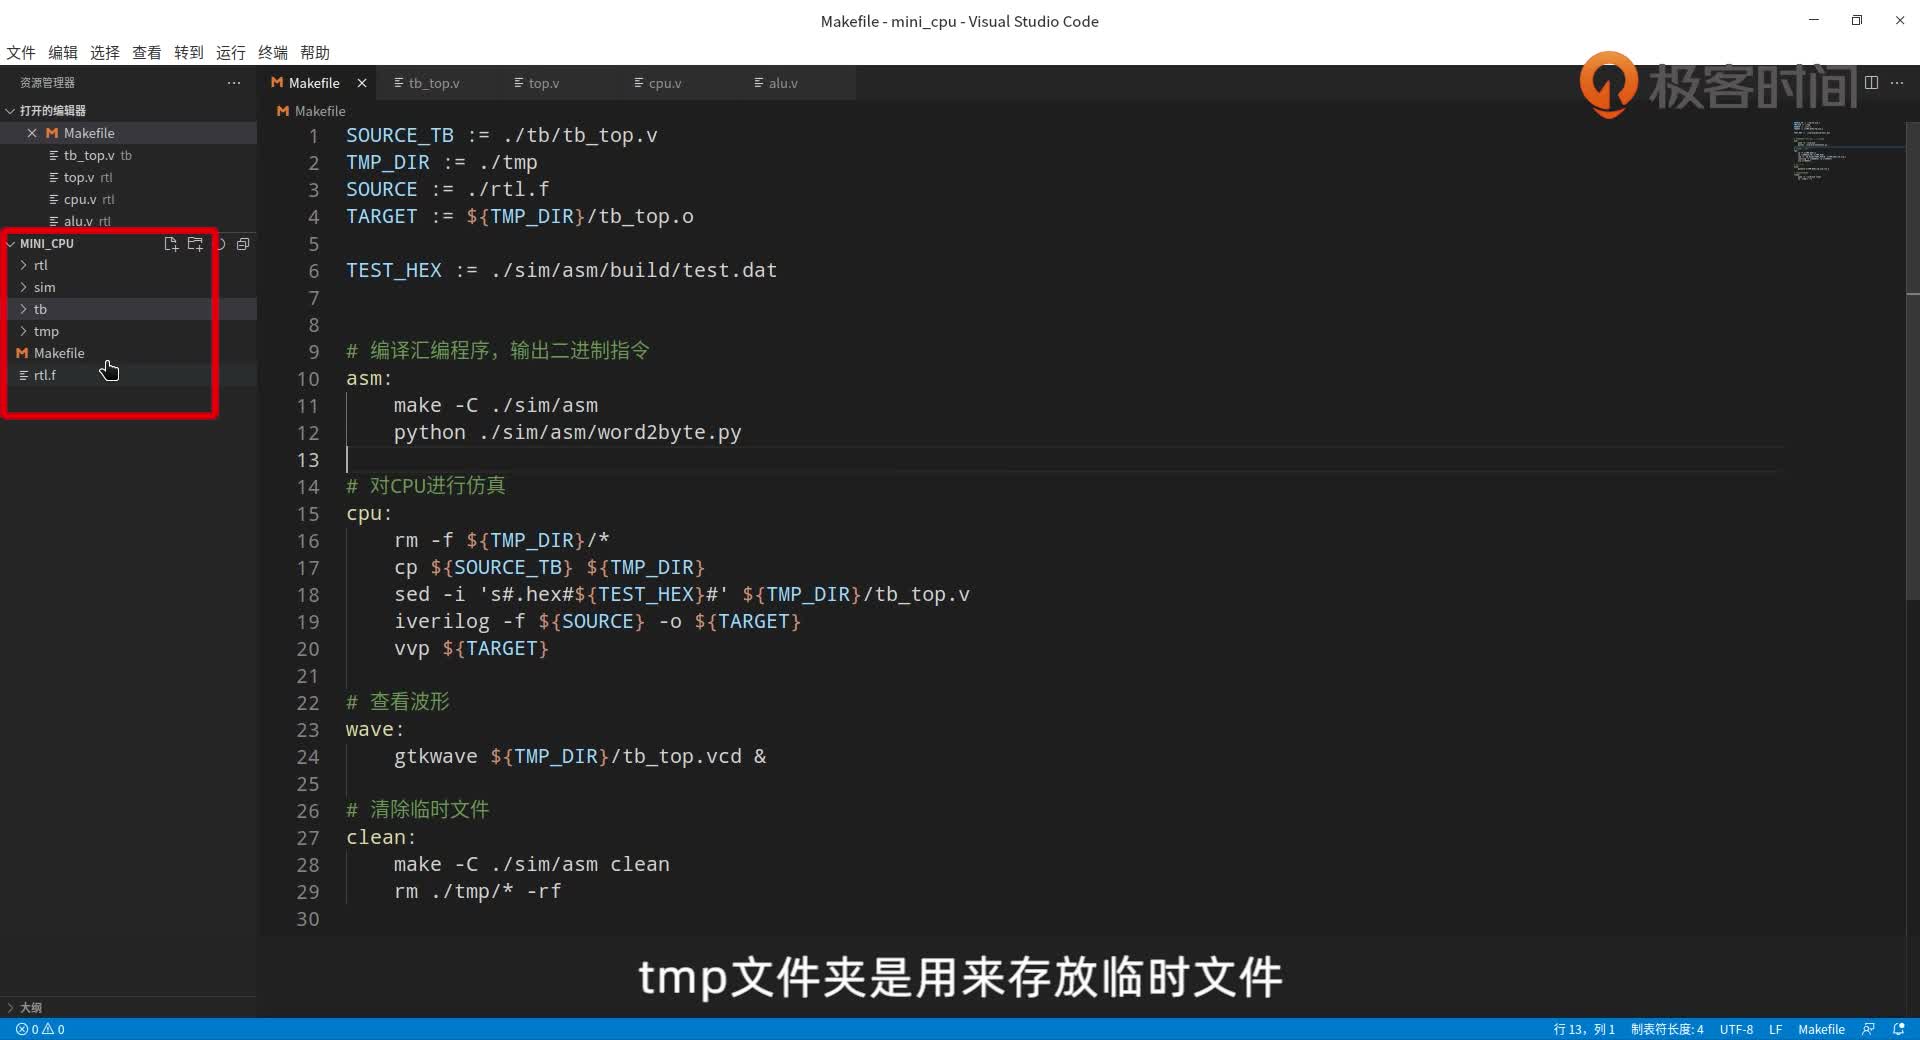 Makefile - mini_cpu - Visual Studio Code
文件 编辑 选择 查看 转到 运行 终端 帮助
资源管理器
打开的编辑器
Makefile
tb_top.v tb
top.v rtl
cpu.v rtl
alu.v rtl
MINI_CPU
rtl
sim
tb
tmp
Makefile
rtl.f
大纲
Makefile tb_top.v top.v cpu.v alu.v
极客时间
Makefile
1 SOURCE_TB := ./tb/tb_top.v
2 TMP_DIR := ./tmp
3 SOURCE := ./rtl.f
4 TARGET := ${TMP_DIR}/tb_top.o
5
6 TEST_HEX := ./sim/asm/build/test.dat
7
8
9 # 编译汇编程序，输出二进制指令
10 asm:
11 make -C ./sim/asm
12 python ./sim/asm/word2byte.py
13
14 # 对CPU进行仿真
15 cpu:
16 rm -f ${TMP_DIR}/*
17 cp ${SOURCE_TB} ${TMP_DIR}
18 sed -i 's#.hex#${TEST_HEX}#' ${TMP_DIR}/tb_top.v
19 iverilog -f ${SOURCE} -o ${TARGET}
20 vvp ${TARGET}
21
22 # 查看波形
23 wave:
24 gtkwave ${TMP_DIR}/tb_top.vcd &
25
26 # 清除临时文件
27 clean:
28 make -C ./sim/asm clean
29 rm ./tmp/* -rf
30
tmp文件夹是用来存放临时文件
0 0
行 13，列 1 制表符长度: 4 UTF-8 LF Makefile